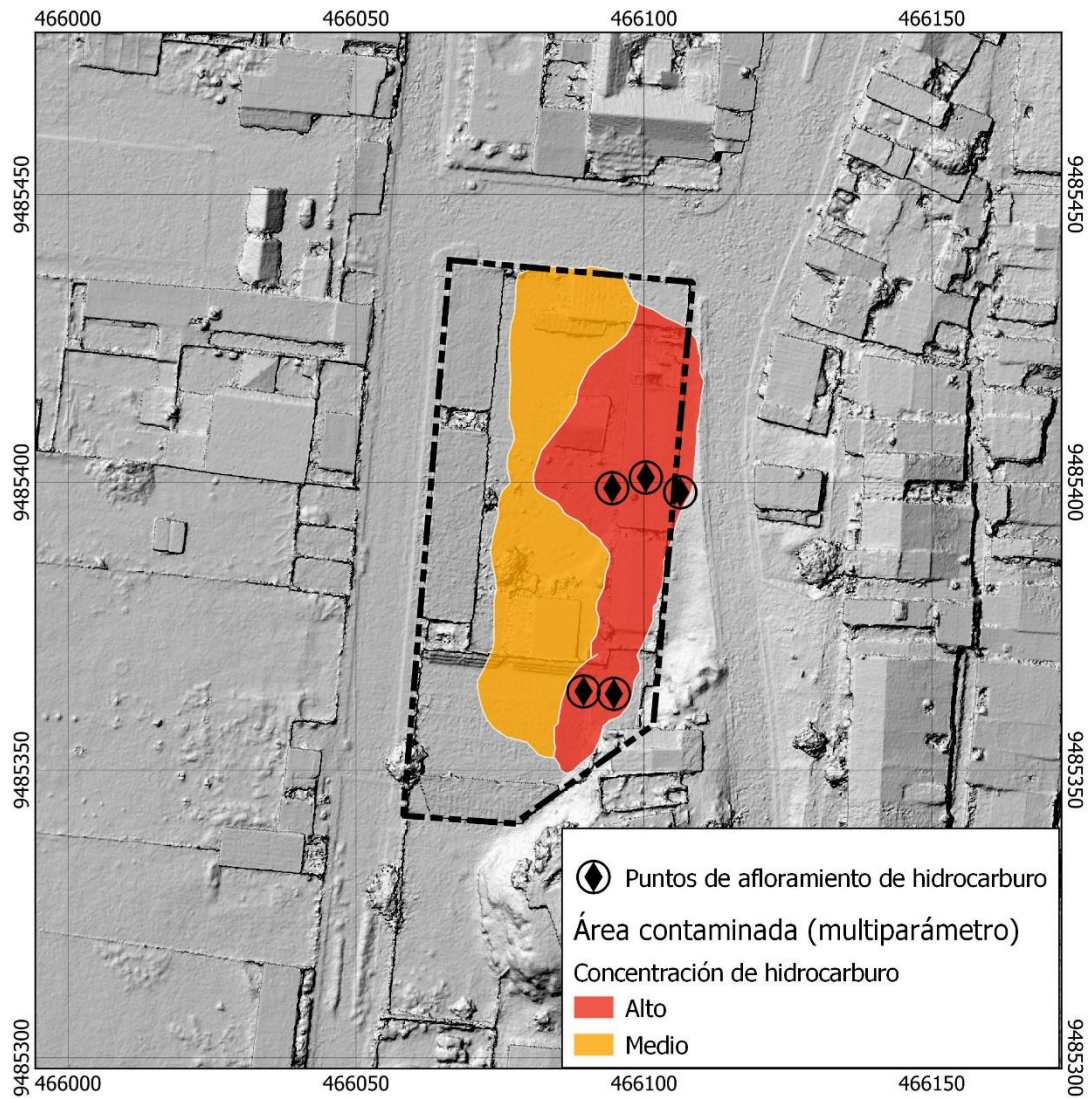 466000 466050 466100 466150
9485450 9485450
9485400 9485400
9485350 9485350
9485300 9485300
Puntos de afloramiento de hidrocarburo
Área contaminada (multiparámetro)
Concentración de hidrocarburo
Alto
Medio
466000 466050 466100 466150